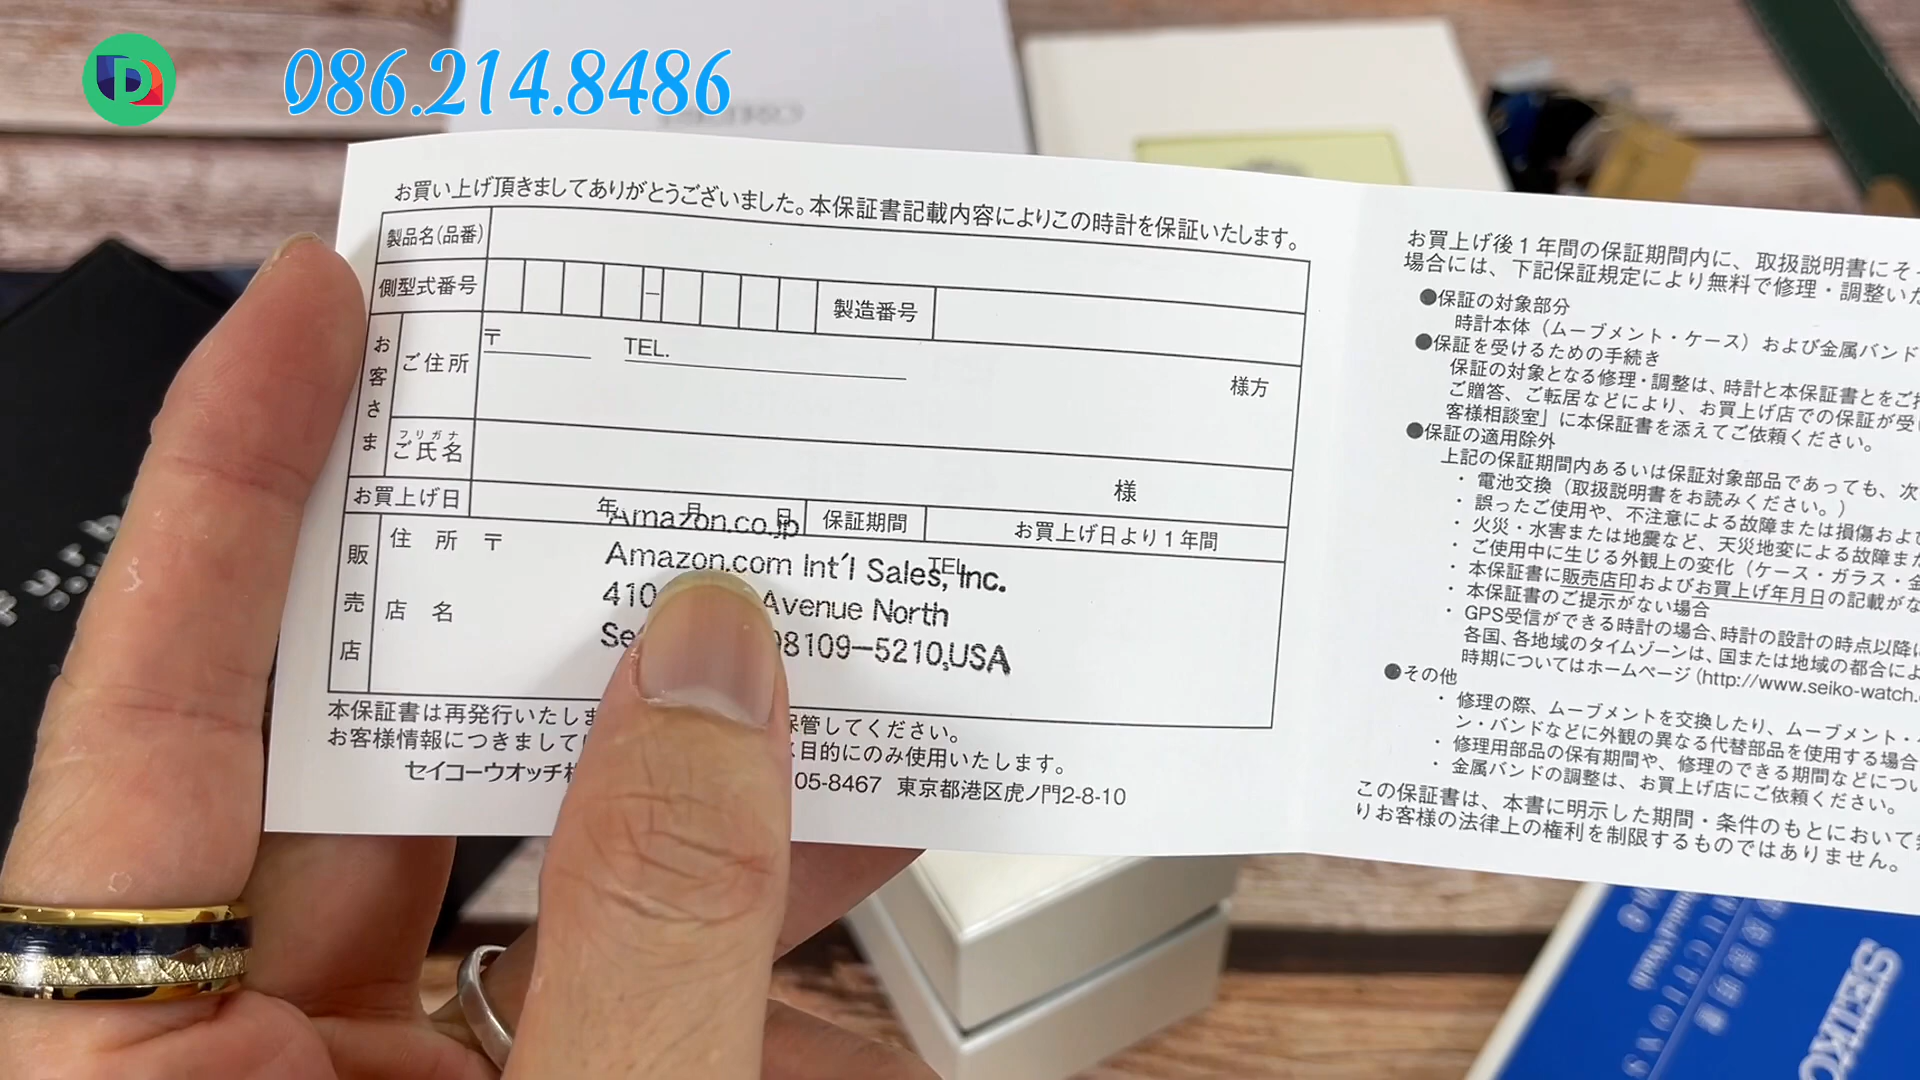 086.214.8486
お買い上げ頂きましてありがとうございました。本保証書記載内容によりこの時計を保証いたします。
製品名(品番)
側型式番号
製造番号
お客さま
ご住所
〒
TEL.
様方
フリガナ
ご氏名
様
お買上げ日
年 月 日
保証期間
お買上げ日より1年間
販売店
住所 〒
TEL.
店名
Amazon.co.jp
Amazon.com Int'l Sales, Inc.
410 Avenue North
98109-5210,USA
本保証書は再発行いたしま
保管してください。
お客様情報につきまして
目的にのみ使用いたします。
セイコーウオッチ
05-8467 東京都港区虎ノ門2-8-10
お買上げ後1年間の保証期間内に、取扱説明書にそ
場合には、下記保証規定により無料で修理・調整いた
●保証の対象部分
時計本体(ムーブメント・ケース)および金属バンド
●保証を受けるための手続き
保証の対象となる修理・調整は、時計と本保証書とをご持
ご贈答、ご転居などにより、お買上げ店での保証が受
客様相談室」に本保証書を添えてご依頼ください。
●保証の適用除外
上記の保証期間内あるいは保証対象部品であっても、次
・電池交換(取扱説明書をお読みください。)
・誤ったご使用や、不注意による故障または損傷およ
・火災・水害または地震など、天災地変による故障また
・ご使用中に生じる外観上の変化(ケース・ガラス・金
・本保証書に販売店印およびお買上げ年月日の記載がな
・本保証書のご提示がない場合
・GPS受信ができる時計の場合、時計の設計の時点以降に
各国、各地域のタイムゾーンは、国または地域の都合によ
時期についてはホームページ(http://www.seiko-watch.
●その他
・修理の際、ムーブメントを交換したり、ムーブメント・
ン・バンドなどに外観の異なる代替部品を使用する場合
・修理用部品の保有期間や、修理のできる期間などについ
・金属バンドの調整は、お買上げ店にご依頼ください。
この保証書は、本書に明示した期間・条件のもとにおいて
りお客様の法律上の権利を制限するものではありません。
SEIKO